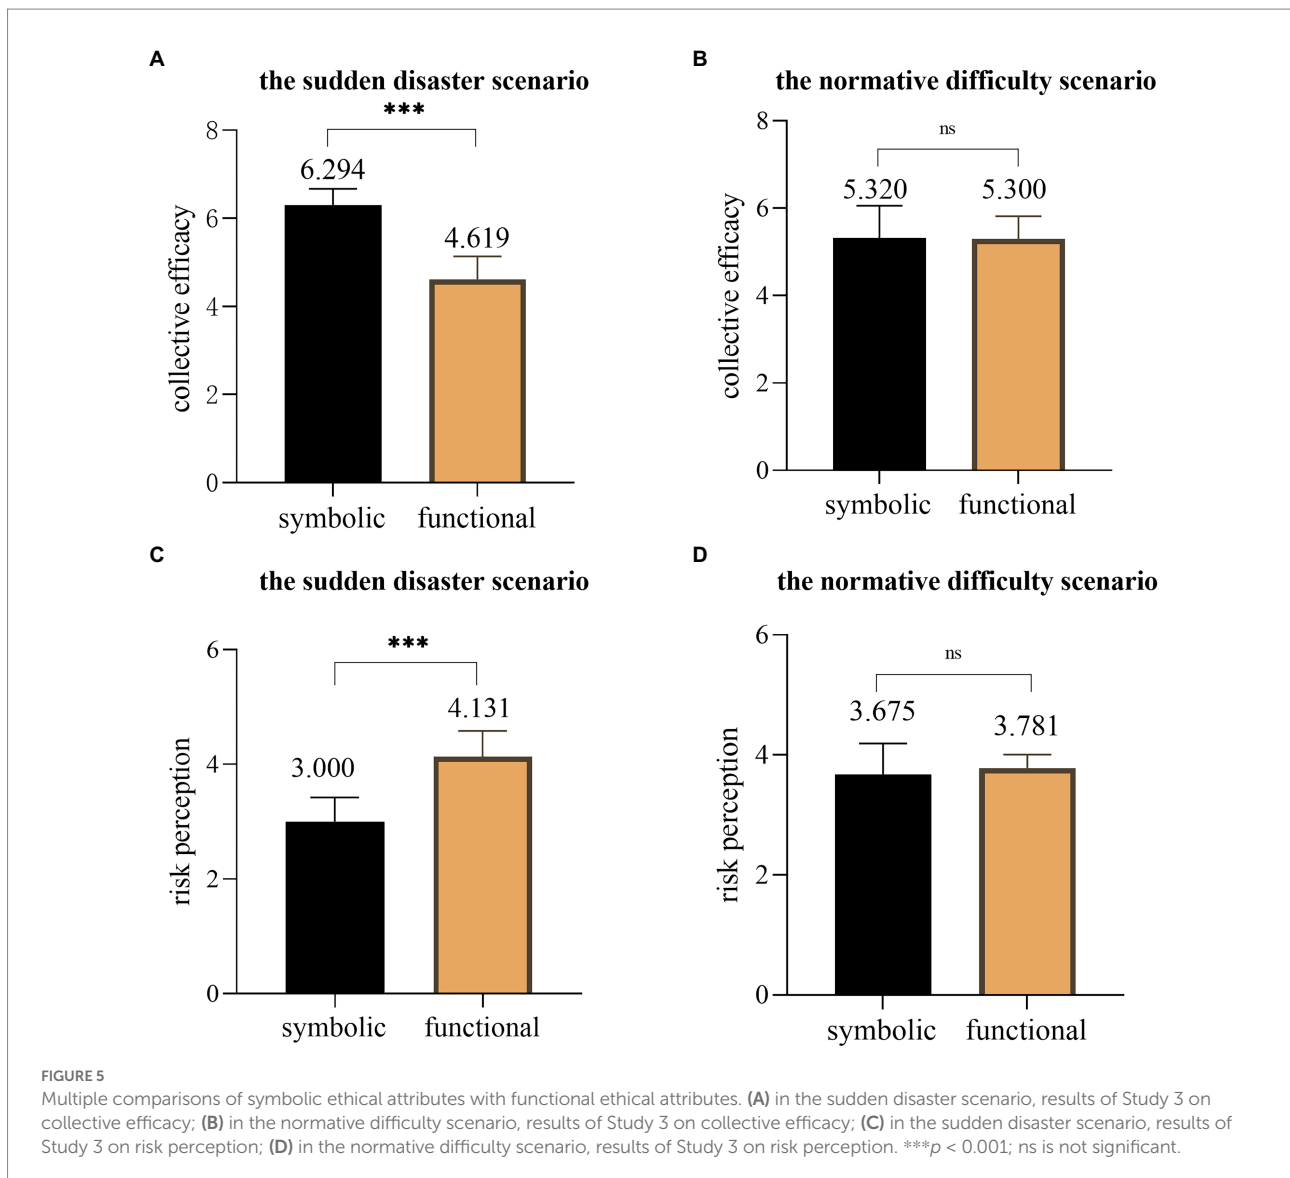 A
the sudden disaster scenario
***
8
6
4
2
0
collective efficacy
6.294
4.619
symbolic
functional
B
the normative difficulty scenario
ns
8
6
4
2
0
collective efficacy
5.320
5.300
symbolic
functional
C
the sudden disaster scenario
***
6
4
2
0
risk perception
3.000
4.131
symbolic
functional
D
the normative difficulty scenario
ns
6
4
2
0
risk perception
3.675
3.781
symbolic
functional
FIGURE 5
Multiple comparisons of symbolic ethical attributes with functional ethical attributes. (A) in the sudden disaster scenario, results of Study 3 on
collective efficacy; (B) in the normative difficulty scenario, results of Study 3 on collective efficacy; (C) in the sudden disaster scenario, results of
Study 3 on risk perception; (D) in the normative difficulty scenario, results of Study 3 on risk perception. ***p < 0.001; ns is not significant.